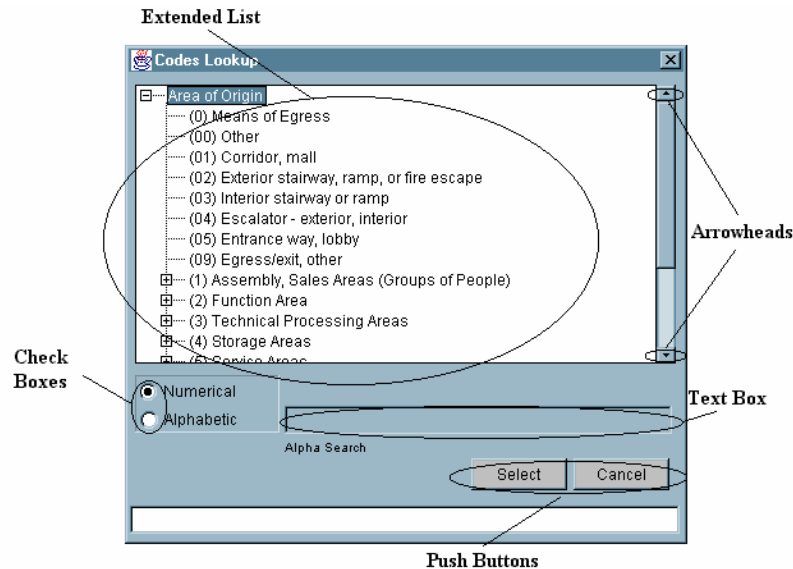 Extended List
Codes Lookup
Area of Origin
(0) Means of Egress
(00) Other
(01) Corridor, mall
(02) Exterior stairway, ramp, or fire escape
(03) Interior stairway or ramp
(04) Escalator - exterior, interior
(05) Entrance way, lobby
(09) Egress/exit, other
(1) Assembly, Sales Areas (Groups of People)
(2) Function Area
(3) Technical Processing Areas
(4) Storage Areas
(5) Service Areas
Arrowheads
Check
Boxes
Numerical
Alphabetic
Text Box
Alpha Search
Select
Cancel
Push Buttons